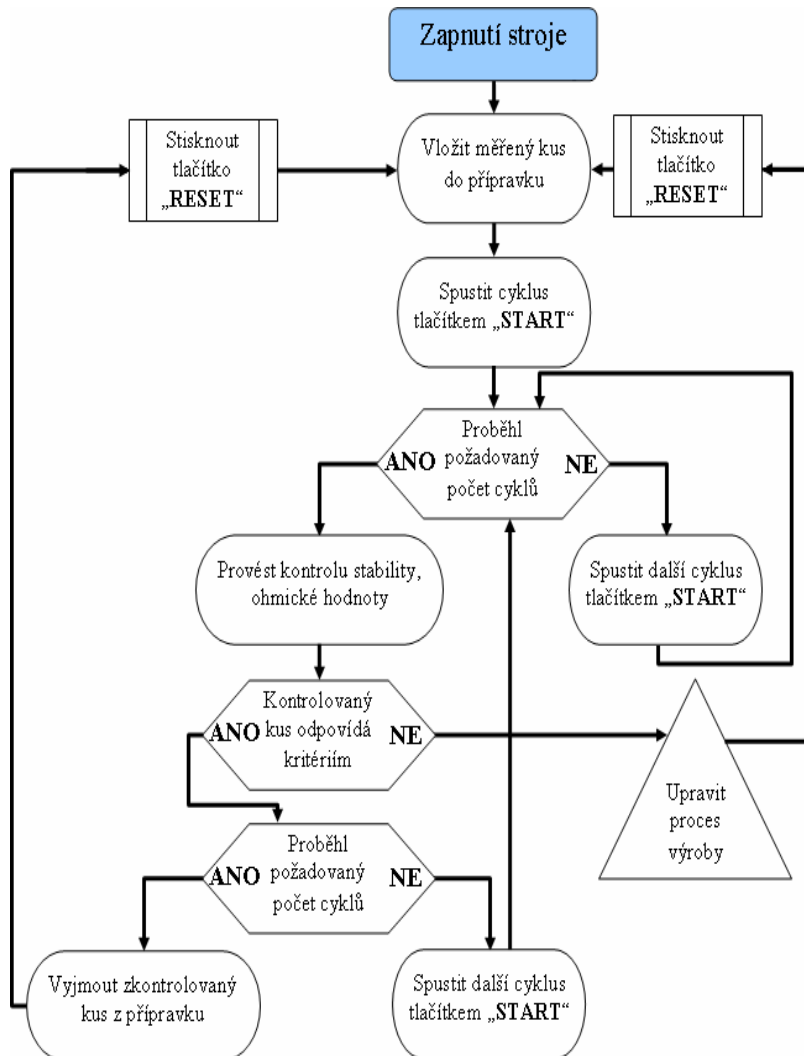 Zapnutí stroje
Stisknout
tlačítko
„RESET“
Vložit měřený kus
do přípravku
Stisknout
tlačítko
„RESET“
Spustit cyklus
tlačítkem „START“
Proběhl
požadovaný
počet cyklů
ANO
NE
Provést kontrolu stability,
ohmické hodnoty
Spustit další cyklus
tlačítkem „START“
Kontrolovaný
kus odpovídá
kritériím
ANO
NE
Upravit
proces
výroby
Proběhl
požadovaný
počet cyklů
ANO
NE
Vyjmout zkontrolovaný
kus z přípravku
Spustit další cyklus
tlačítkem „START“